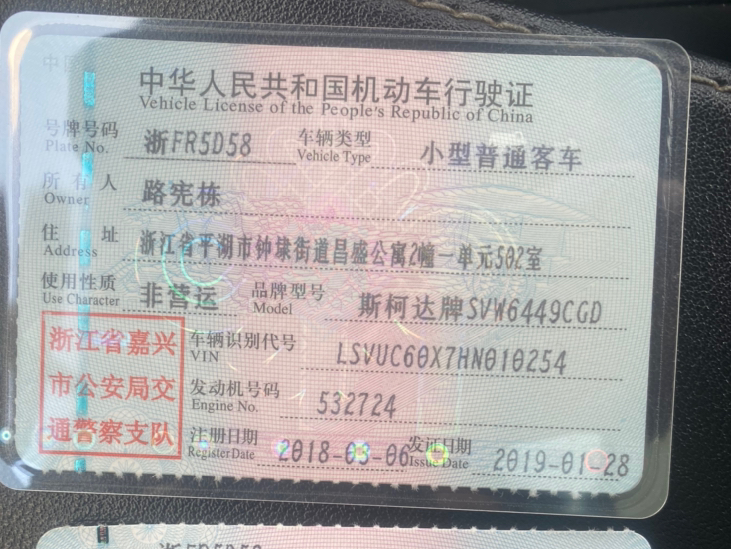 中华人民共和国机动车行驶证
Vehicle License of the People's Republic of China
号牌号码 浙FR5D58 车辆类型 小型普通客车
Plate No. Vehicle Type
所有人 路宪栋
Owner
住址 浙江省平湖市钟埭街道昌盛公寓2幢一单元502室
Address
使用性质 非营运 品牌型号 斯柯达牌SVW6449CGD
Use Character Model
浙江省嘉兴
市公安局交
通警察支队
车辆识别代号 LSVUC60X7HN010254
VIN
发动机号码 532724
Engine No.
注册日期 2018-03-06 发证日期 2019-01-28
Register Date Issue Date